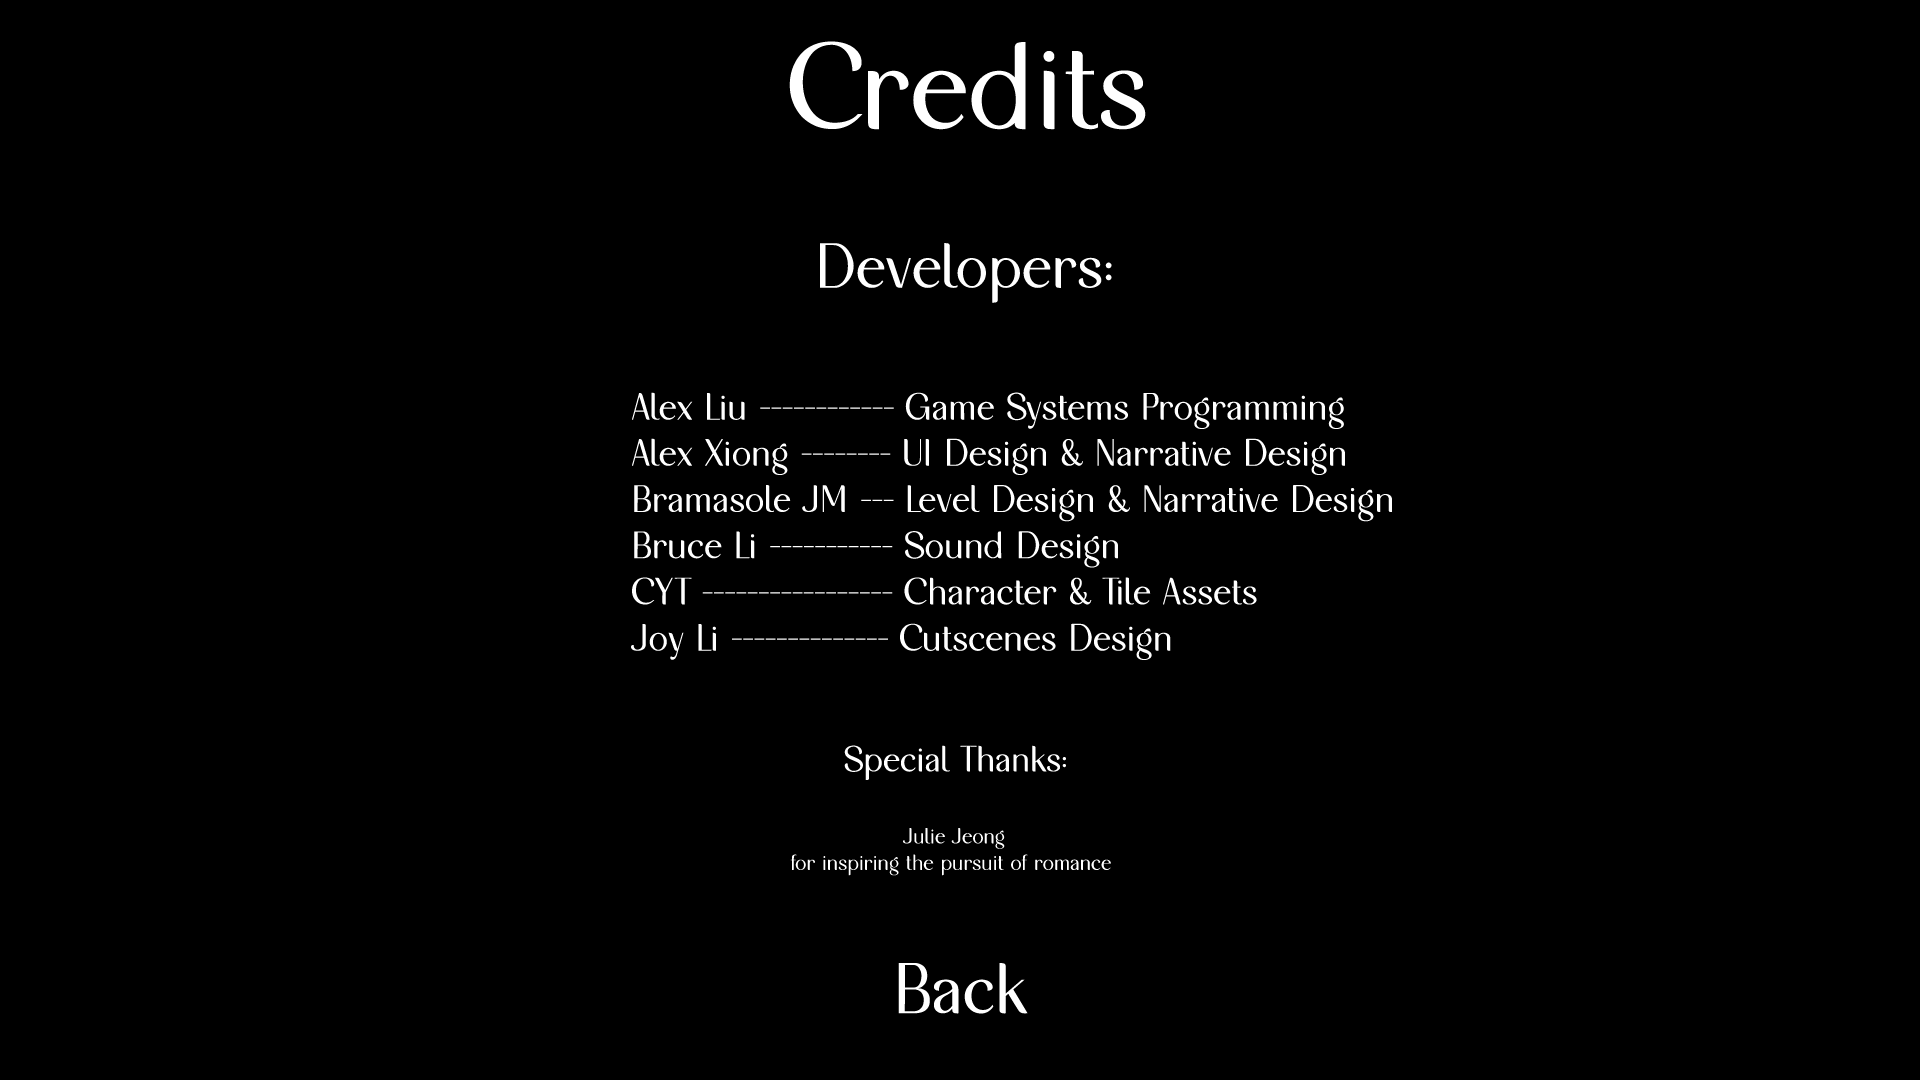 Credits
Developers:
Alex Liu ------------ Game Systems Programming
Alex Xiong -------- UI Design & Narrative Design
Bramasole JM --- Level Design & Narrative Design
Bruce Li ----------- Sound Design
CYT ----------------- Character & Tile Assets
Joy Li -------------- Cutscenes Design
Special Thanks:
Julie Jeong
for inspiring the pursuit of romance
Back